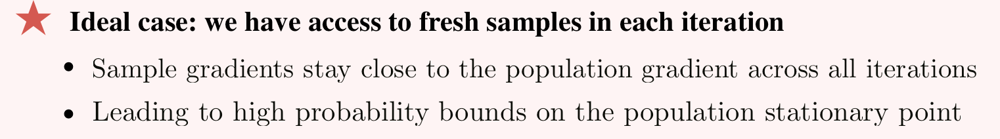 Ideal case: we have access to fresh samples in each iteration
• Sample gradients stay close to the population gradient across all iterations
• Leading to high probability bounds on the population stationary point